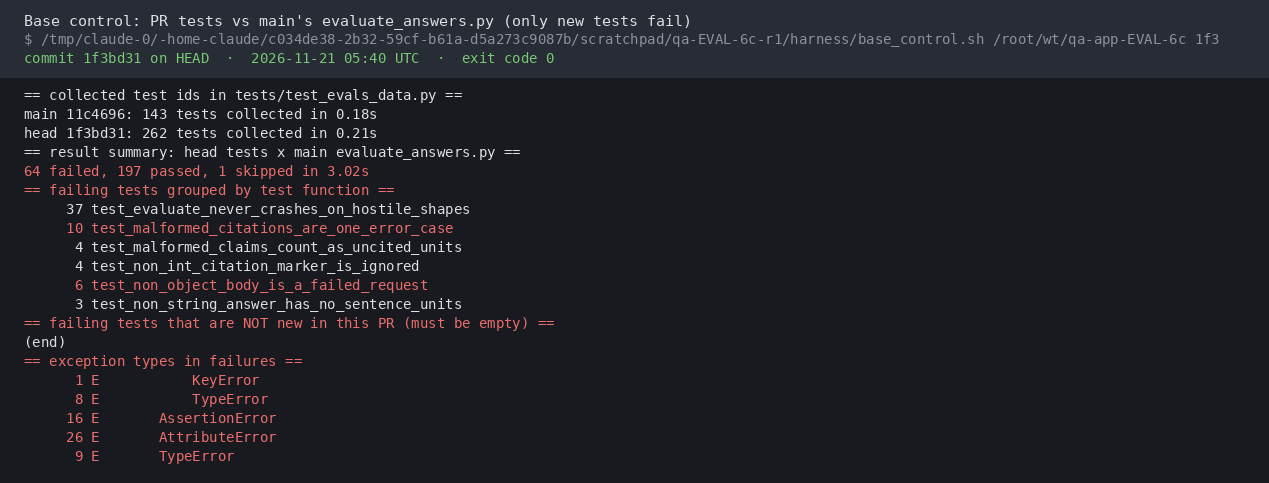 Base control: PR tests vs main's evaluate_answers.py (only new tests fail)
$ /tmp/claude-0/-home-claude/c034de38-2b32-59cf-b61a-d5a273c9087b/scratchpad/qa-EVAL-6c-r1/harness/base_control.sh /root/wt/qa-app-EVAL-6c 1f3
commit 1f3bd31 on HEAD · 2026-11-21 05:40 UTC · exit code 0
== collected test ids in tests/test_evals_data.py ==
main 11c4696: 143 tests collected in 0.18s
head 1f3bd31: 262 tests collected in 0.21s
== result summary: head tests x main evaluate_answers.py ==
64 failed, 197 passed, 1 skipped in 3.02s
== failing tests grouped by test function ==
37 test_evaluate_never_crashes_on_hostile_shapes
10 test_malformed_citations_are_one_error_case
4 test_malformed_claims_count_as_uncited_units
4 test_non_int_citation_marker_is_ignored
6 test_non_object_body_is_a_failed_request
3 test_non_string_answer_has_no_sentence_units
== failing tests that are NOT new in this PR (must be empty) ==
(end)
== exception types in failures ==
1 E KeyError
8 E TypeError
16 E AssertionError
26 E AttributeError
9 E TypeError